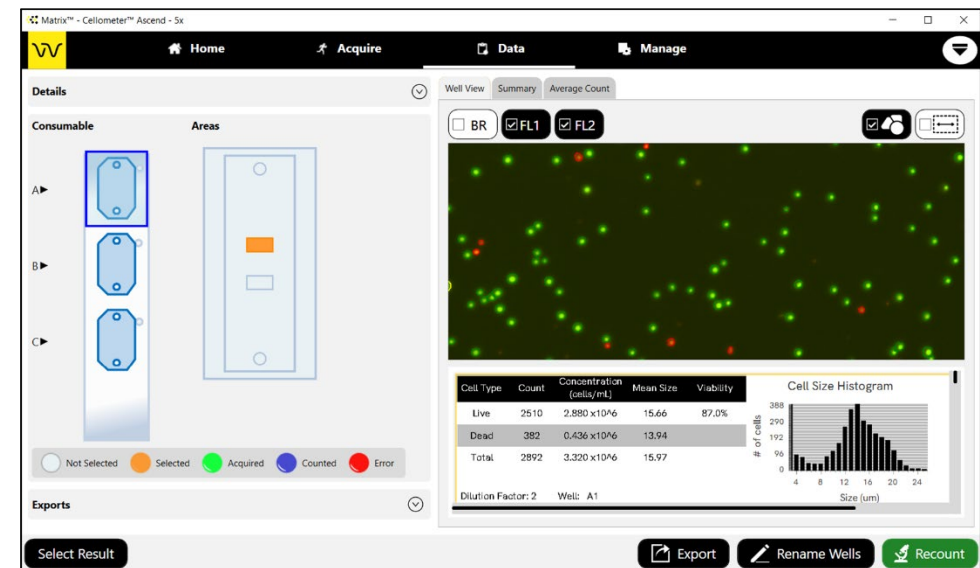 Matrix™ - Cellometer™ Ascend - 5x
Home Acquire Data Manage
Details
Consumable Areas
A
B
C
Not Selected Selected Acquired Counted Error
Exports
Well View Summary Average Count
BR FL1 FL2
Cell Type Count Concentration (cells/mL) Mean Size Viability
Live 2510 2.880 x10^6 15.66 87.0%
Dead 382 0.436 x10^6 13.94
Total 2892 3.320 x10^6 15.97
Dilution Factor: 2 Well: A1
Cell Size Histogram
# of cells
388
290
192
96
0
4 8 12 16 20 24
Size (um)
Select Result Export Rename Wells Recount